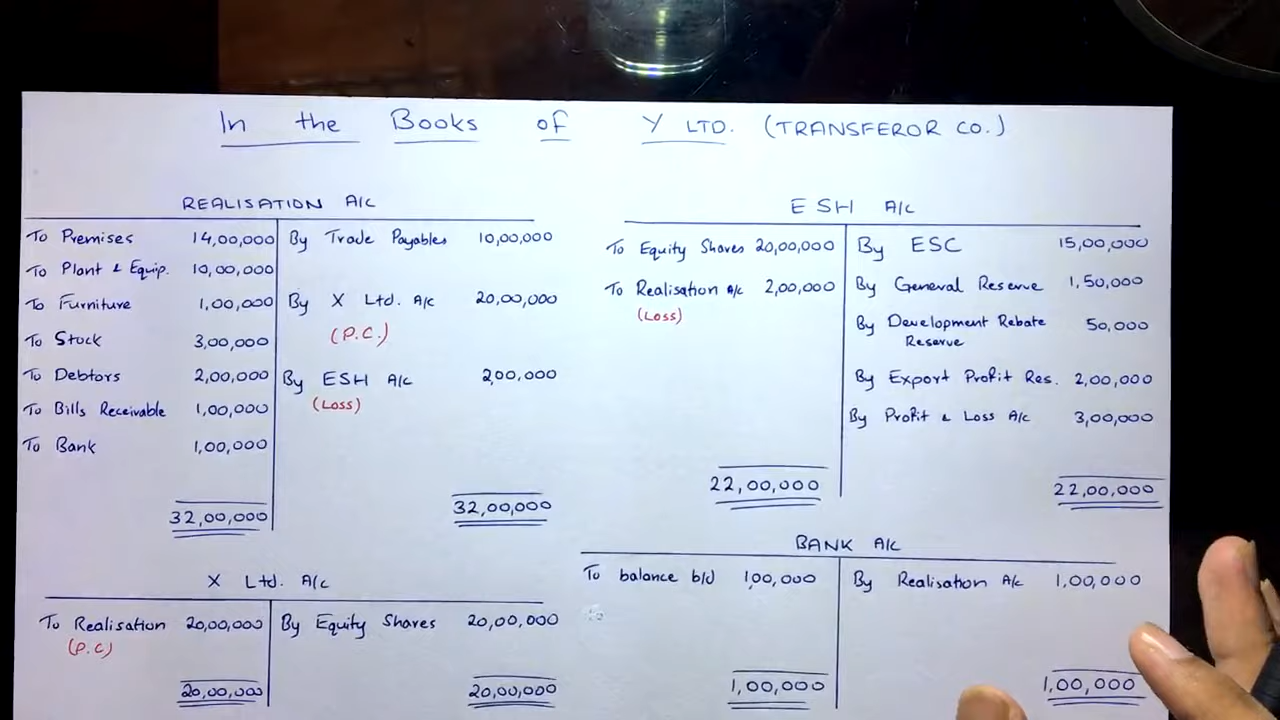 In the Books of Y LTD. (TRANSFEROR CO.)
REALISATION A/C
To Premises 14,00,000 By Trade Payables 10,00,000
To Plant & Equip. 10,00,000
To Furniture 1,00,000 By X Ltd. A/c 20,00,000
(P.C.)
To Stock 3,00,000
To Debtors 2,00,000 By ESH A/c 2,00,000
(Loss)
To Bills Receivable 1,00,000
To Bank 1,00,000
32,00,000 32,00,000
ESH A/C
To Equity Shares 20,00,000 By ESC 15,00,000
To Realisation A/c 2,00,000 By General Reserve 1,50,000
(Loss)
By Development Rebate 50,000
Reserve
By Export Profit Res. 2,00,000
By Profit & Loss A/c 3,00,000
22,00,000 22,00,000
X Ltd. A/c
To Realisation 20,00,000 By Equity Shares 20,00,000
(P.C)
20,00,000 20,00,000
BANK A/C
To balance b/d 1,00,000 By Realisation A/c 1,00,000
To
1,00,000 1,00,000